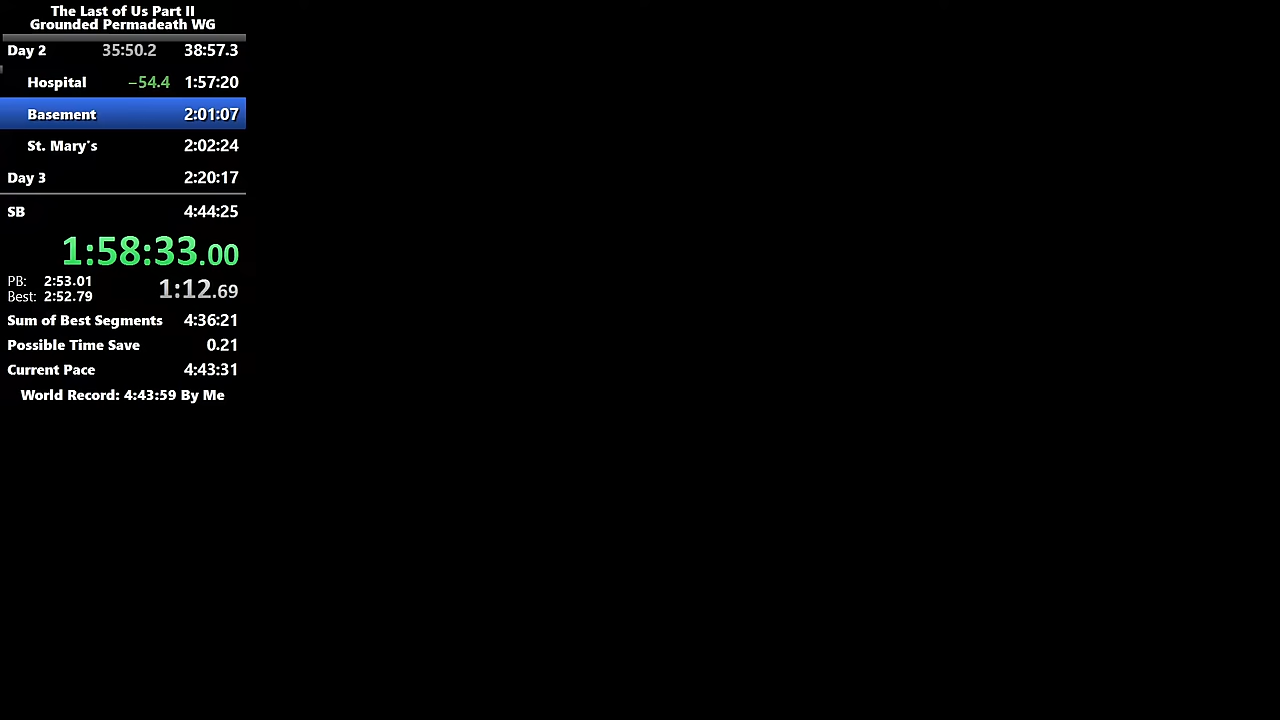 The Last of Us Part II
Grounded Permadeath WG
Day 2 35:50.2 38:57.3
Hospital −54.4 1:57:20
Basement 2:01:07
St. Mary's 2:02:24
Day 3 2:20:17
SB 4:44:25
1:58:33.00
PB: 2:53.01
Best: 2:52.79
1:12.69
Sum of Best Segments 4:36:21
Possible Time Save 0.21
Current Pace 4:43:31
World Record: 4:43:59 By Me